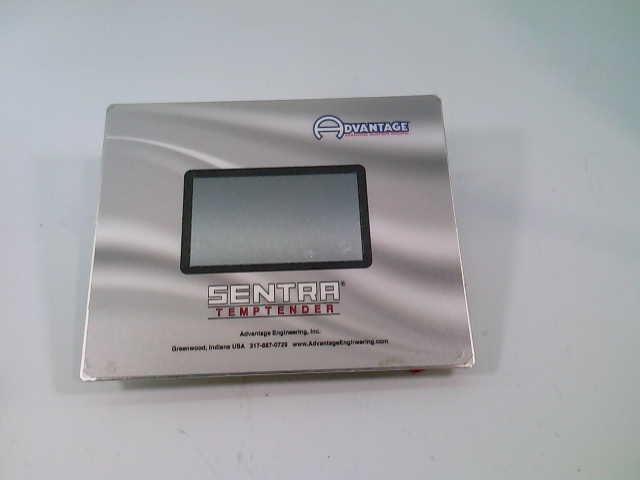 ADVANTAGE
SENTRA®
TEMPTENDER
Advantage Engineering, Inc.
Greenwood, Indiana USA 317-887-0729 www.AdvantageEngineering.com